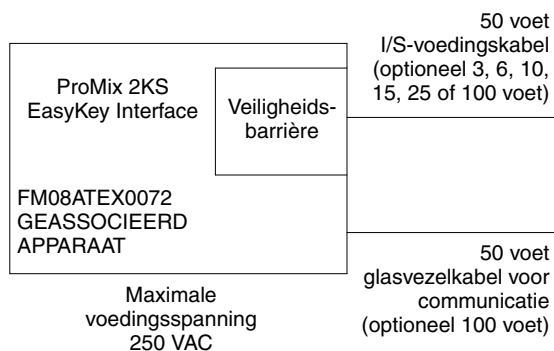 50 voet
I/S-voedingskabel
(optioneel 3, 6, 10,
15, 25 of 100 voet)
ProMix 2KS
EasyKey Interface
Veiligheids-
barrière
FM08ATEX0072
GEASSOCIEERD
APPARAAT
50 voet
glasvezelkabel voor
communicatie
(optioneel 100 voet)
Maximale
voedingsspanning
250 VAC